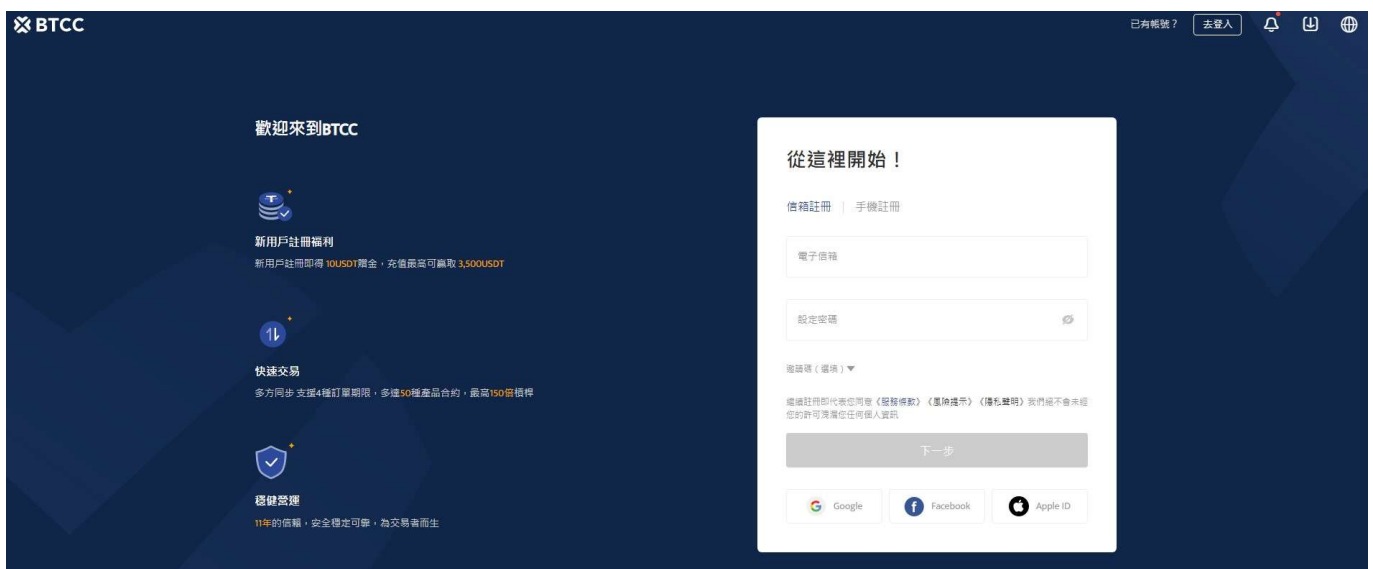 BTCC
已有帳號？ 去登入
歡迎來到BTCC
新用戶註冊福利
新用戶註冊即得 10USDT贈金，充值最高可贏取 3,500USDT
快速交易
多方同步 支援4種訂單期限，多達50種產品合約，最高150倍槓桿
穩健營運
11年的信賴，安全穩定可靠，為交易者而生
從這裡開始！
信箱註冊 手機註冊
電子信箱
設定密碼
邀請碼（選填）▼
繼續註冊即代表您同意《服務條款》《風險提示》《隱私聲明》我們絕不會未經
您的許可洩漏您任何個人資訊
下一步
Google Facebook Apple ID